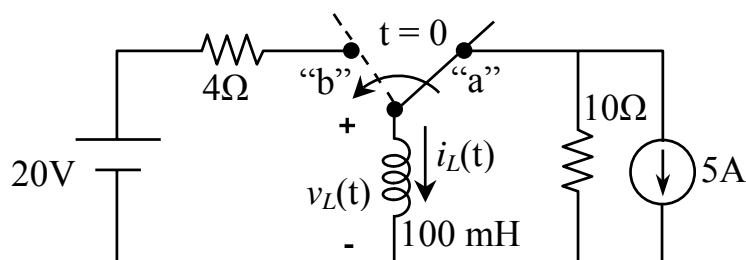 t = 0
4Ω
“b”
“a”
10Ω
+
20V
iL(t)
5A
vL(t)
-
100 mH